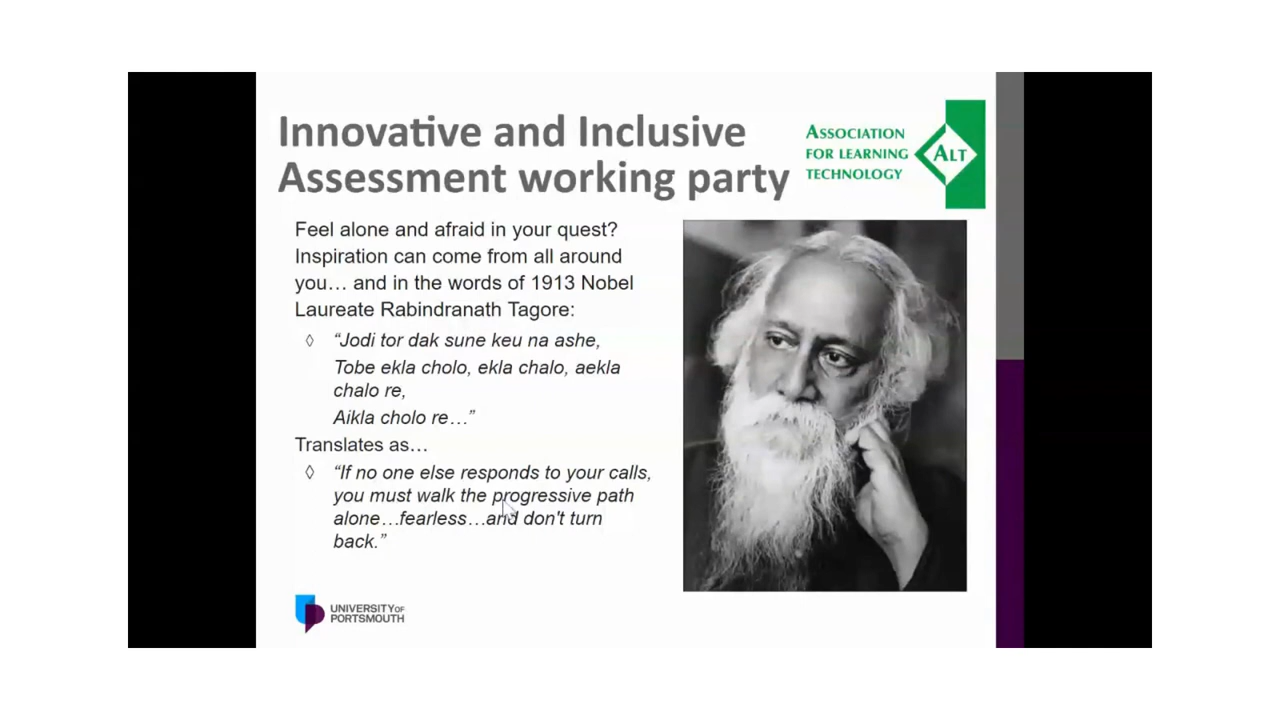 Innovative and Inclusive
Assessment working party
ASSOCIATION
FOR LEARNING
TECHNOLOGY
ALT
Feel alone and afraid in your quest?
Inspiration can come from all around
you… and in the words of 1913 Nobel
Laureate Rabindranath Tagore:
◊ “Jodi tor dak sune keu na ashe,
Tobe ekla cholo, ekla chalo, aekla
chalo re,
Aikla cholo re…”
Translates as…
◊ “If no one else responds to your calls,
you must walk the progressive path
alone…fearless…and don't turn
back.”
UNIVERSITY OF
PORTSMOUTH